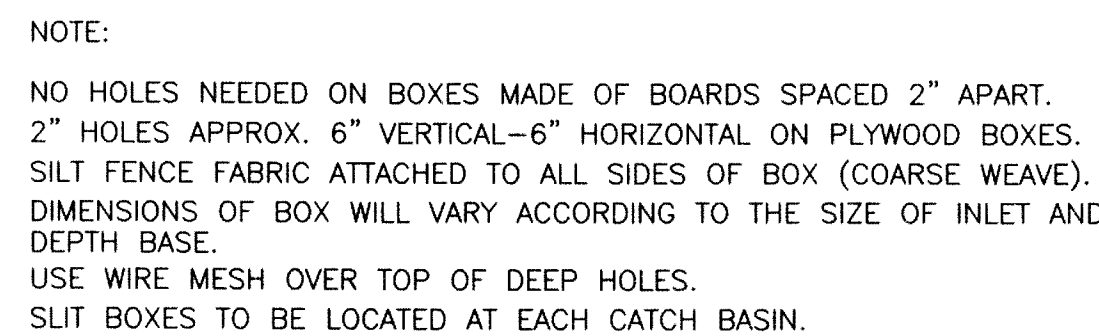 NOTE:
NO HOLES NEEDED ON BOXES MADE OF BOARDS SPACED 2" APART.
2" HOLES APPROX. 6" VERTICAL–6" HORIZONTAL ON PLYWOOD BOXES.
SILT FENCE FABRIC ATTACHED TO ALL SIDES OF BOX (COARSE WEAVE).
DIMENSIONS OF BOX WILL VARY ACCORDING TO THE SIZE OF INLET AND
DEPTH BASE.
USE WIRE MESH OVER TOP OF DEEP HOLES.
SLIT BOXES TO BE LOCATED AT EACH CATCH BASIN.